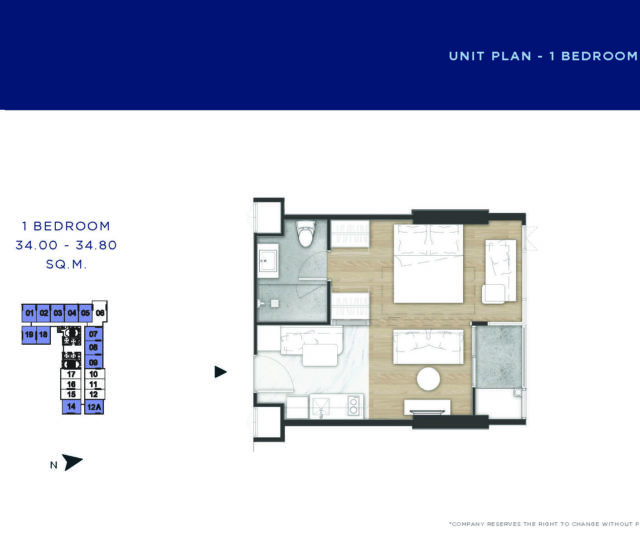 UNIT PLAN - 1 BEDROOM
1 BEDROOM
34.00 - 34.80
SQ.M.
01 02 03 04 05 06
19 18 07
08
09
17 10
16 11
15 12
14 12A
N
*COMPANY RESERVES THE RIGHT TO CHANGE WITHOUT